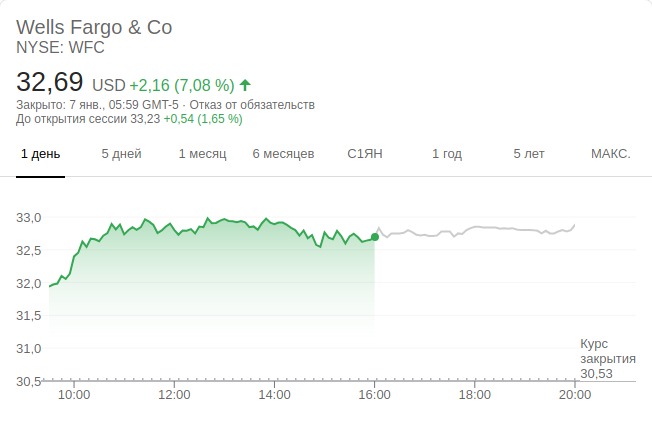 Wells Fargo & Co
NYSE: WFC
32,69 USD +2,16 (7,08 %)
Закрыто: 7 янв., 05:59 GMT-5 · Отказ от обязательств
До открытия сессии 33,23 +0,54 (1,65 %)
1 день 5 дней 1 месяц 6 месяцев С1ЯН 1 год 5 лет МАКС.
33,0
32,5
32,0
31,5
31,0
Курс
закрытия
30,53
30,5
10:00 12:00 14:00 16:00 18:00 20:00